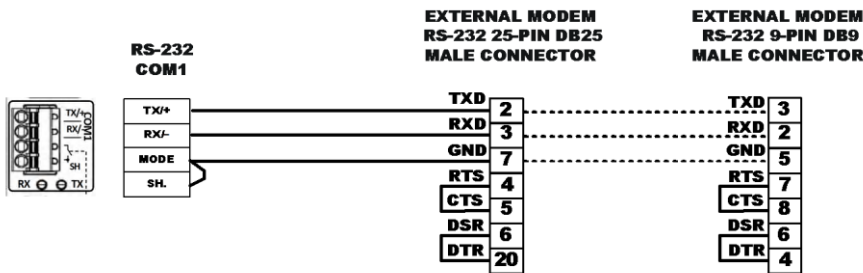 RS-232
COM1
EXTERNAL MODEM
RS-232 25-PIN DB25
MALE CONNECTOR
EXTERNAL MODEM
RS-232 9-PIN DB9
MALE CONNECTOR
TX/+
RX/-
SH
COM1
RX TX
TX/+
RX/-
MODE
SH.
TXD 2
RXD 3
GND 7
RTS 4
CTS 5
DSR 6
DTR 20
TXD 3
RXD 2
GND 5
RTS 7
CTS 8
DSR 6
DTR 4